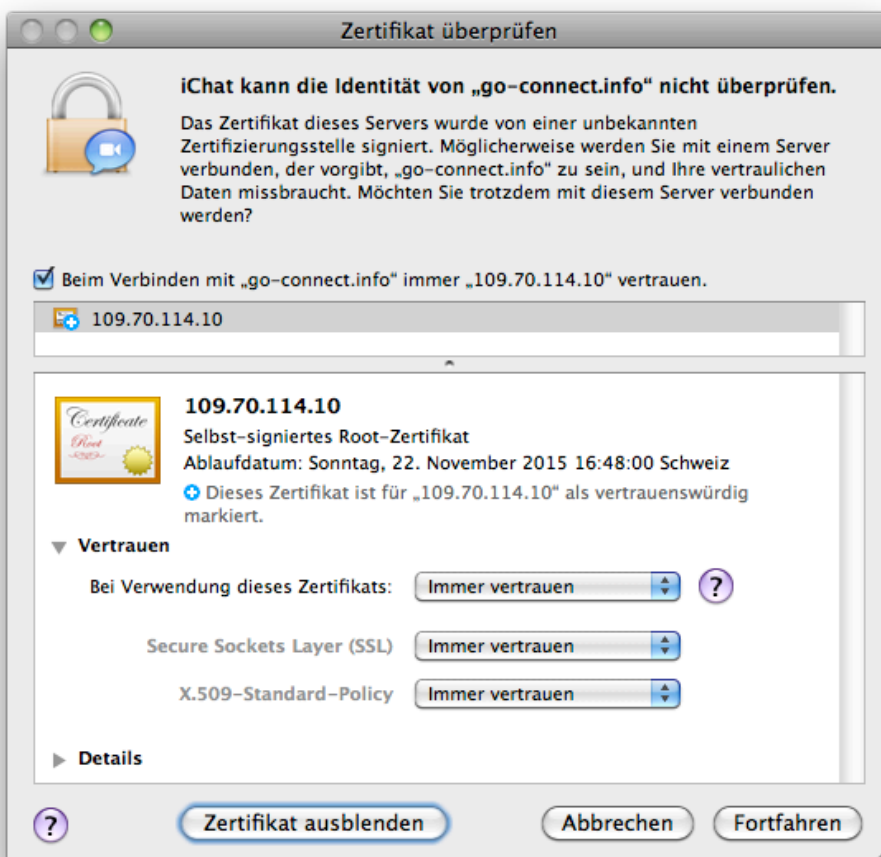 Zertifikat überprüfen
iChat kann die Identität von „go-connect.info“ nicht überprüfen.
Das Zertifikat dieses Servers wurde von einer unbekannten
Zertifizierungsstelle signiert. Möglicherweise werden Sie mit einem Server
verbunden, der vorgibt, „go-connect.info“ zu sein, und Ihre vertraulichen
Daten missbraucht. Möchten Sie trotzdem mit diesem Server verbunden
werden?
Beim Verbinden mit „go-connect.info“ immer „109.70.114.10“ vertrauen.
109.70.114.10
Certificate
Root
109.70.114.10
Selbst-signiertes Root-Zertifikat
Ablaufdatum: Sonntag, 22. November 2015 16:48:00 Schweiz
Dieses Zertifikat ist für „109.70.114.10“ als vertrauenswürdig
markiert.
Vertrauen
Bei Verwendung dieses Zertifikats: Immer vertrauen ?
Secure Sockets Layer (SSL) Immer vertrauen
X.509-Standard-Policy Immer vertrauen
Details
? Zertifikat ausblenden Abbrechen Fortfahren